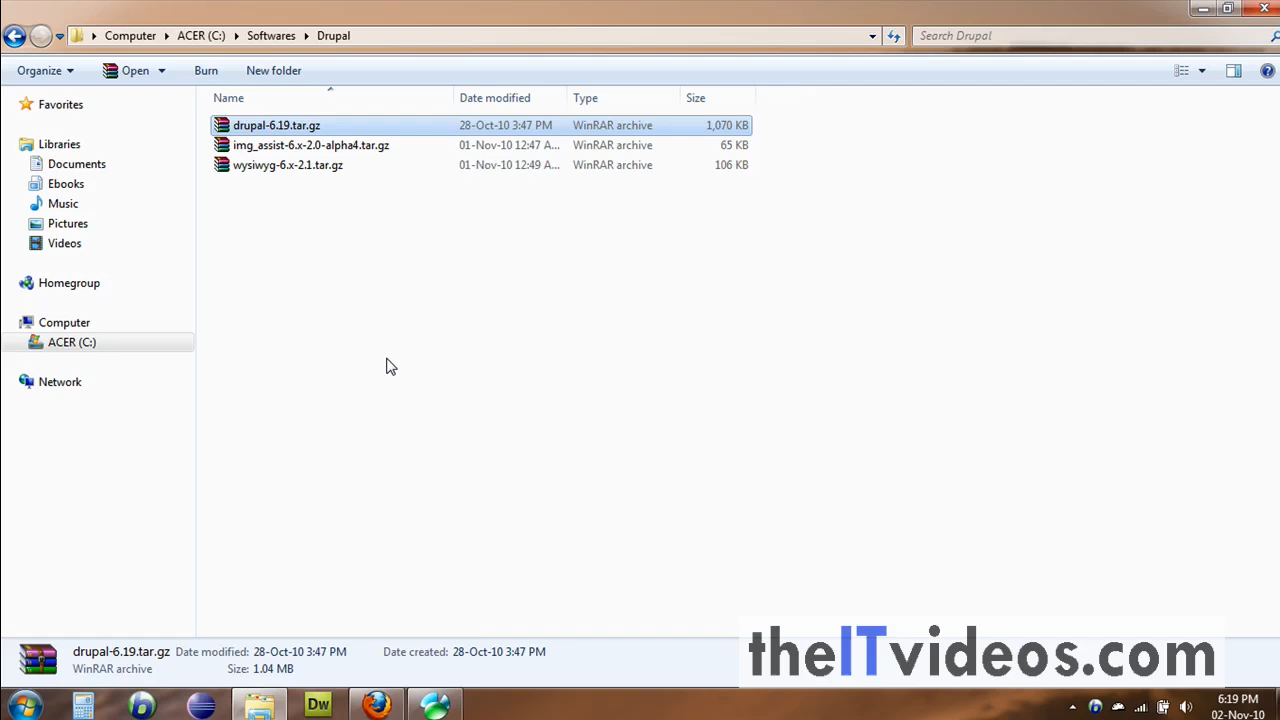 Computer ACER (C:) Softwares Drupal Search Drupal
Organize Open Burn New folder
Name Date modified Type Size
Favorites
drupal-6.19.tar.gz 28-Oct-10 3:47 PM WinRAR archive 1,070 KB
img_assist-6.x-2.0-alpha4.tar.gz 01-Nov-10 12:47 A... WinRAR archive 65 KB
wysiwyg-6.x-2.1.tar.gz 01-Nov-10 12:49 A... WinRAR archive 106 KB
Libraries
Documents
Ebooks
Music
Pictures
Videos
Homegroup
Computer
ACER (C:)
Network
drupal-6.19.tar.gz Date modified: 28-Oct-10 3:47 PM Date created: 28-Oct-10 3:47 PM
WinRAR archive Size: 1.04 MB
theITvideos.com
Dw
6:19 PM
02-Nov-10